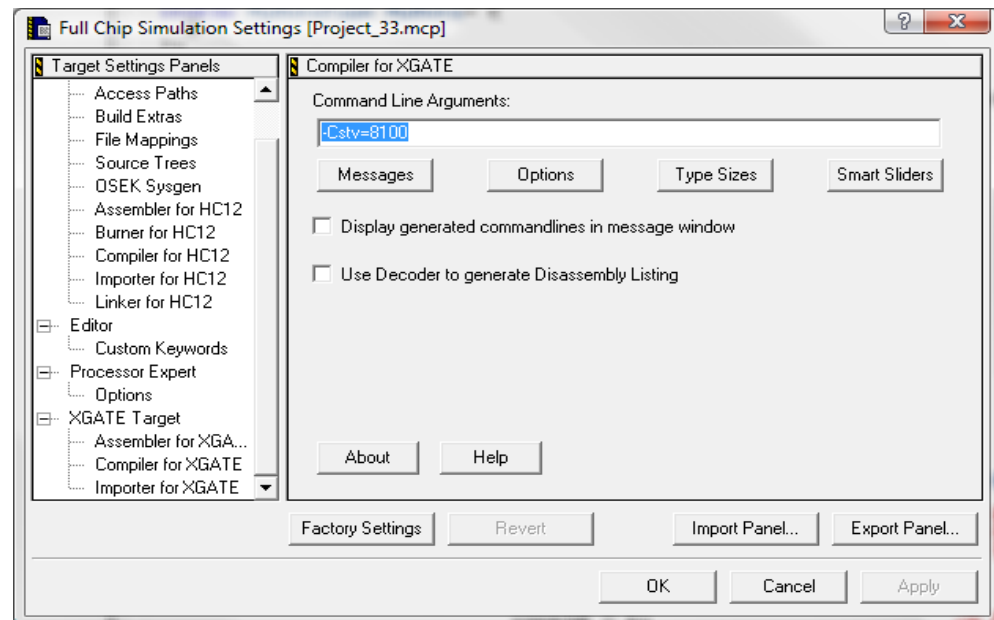 Full Chip Simulation Settings [Project_33.mcp]
Target Settings Panels
Access Paths
Build Extras
File Mappings
Source Trees
OSEK Sysgen
Assembler for HC12
Burner for HC12
Compiler for HC12
Importer for HC12
Linker for HC12
Editor
Custom Keywords
Processor Expert
Options
XGATE Target
Assembler for XGA...
Compiler for XGATE
Importer for XGATE
Compiler for XGATE
Command Line Arguments:
-Cstv=8100
Messages Options Type Sizes Smart Sliders
Display generated commandlines in message window
Use Decoder to generate Disassembly Listing
About Help
Factory Settings Revert Import Panel... Export Panel...
OK Cancel Apply